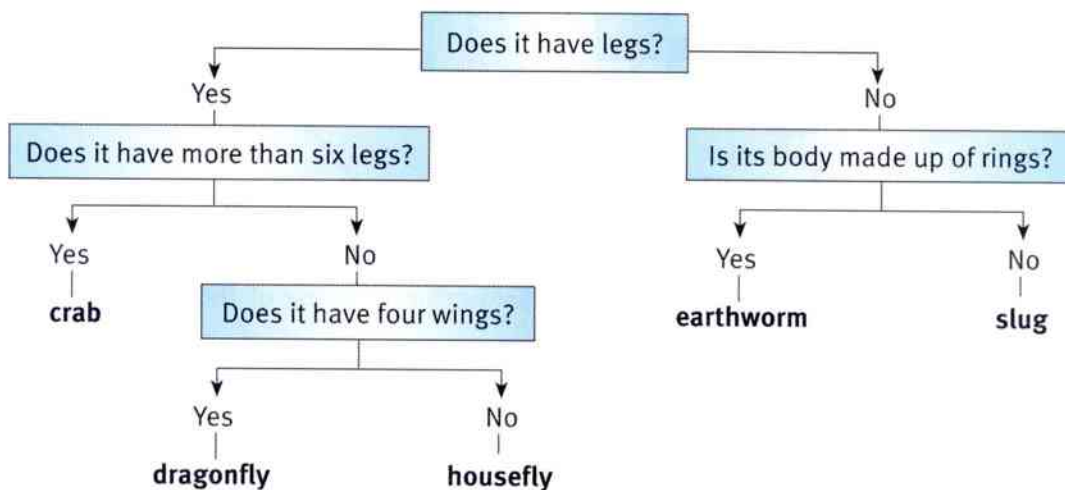 Does it have legs?
Yes
No
Does it have more than six legs?
Is its body made up of rings?
Yes
No
Yes
No
crab
Does it have four wings?
earthworm
slug
Yes
No
dragonfly
housefly